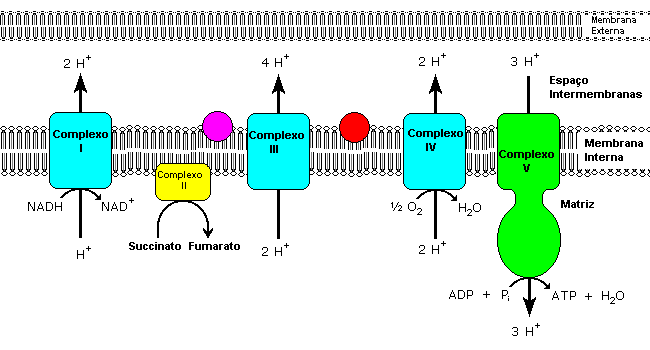 Membrana
Externa
2 H+
4 H+
2 H+
3 H+
Espaço
Intermembranas
Complexo
I
Complexo
III
Complexo
IV
Complexo
V
Membrana
Interna
Complexo
II
NADH
NAD+
½ O2
H2O
Matriz
Succinato
Fumarato
H+
2 H+
2 H+
ADP + Pi
ATP + H2O
3 H+